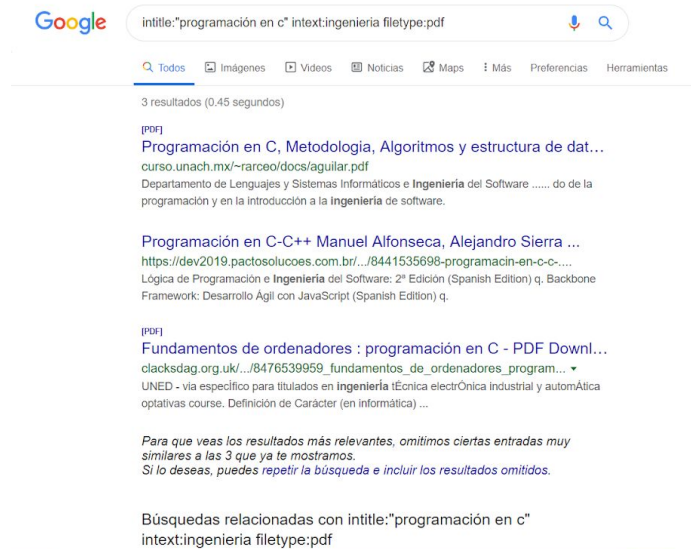 Google
intitle:"programación en c" intext:ingenieria filetype:pdf
Todos Imágenes Videos Noticias Maps Más Preferencias Herramientas
3 resultados (0.45 segundos)
[PDF]
Programación en C, Metodologia, Algoritmos y estructura de dat...
curso.unach.mx/~rarceo/docs/aguilar.pdf
Departamento de Lenguajes y Sistemas Informáticos e Ingeniería del Software ...... do de la
programación y en la introducción a la ingeniería de software.
Programación en C-C++ Manuel Alfonseca, Alejandro Sierra ...
https://dev2019.pactosolucoes.com.br/.../8441535698-programacin-en-c-c-....
Lógica de Programación e Ingeniería del Software: 2ª Edición (Spanish Edition) q. Backbone
Framework: Desarrollo Ágil con JavaScript (Spanish Edition) q.
[PDF]
Fundamentos de ordenadores : programación en C - PDF Downl...
clacksdag.org.uk/.../8476539959_fundamentos_de_ordenadores_program...
UNED - vía especÍfico para titulados en ingenierÍa tÉcnica electrÓnica industrial y automÁtica
optativas course. Definición de Carácter (en informática) ...
Para que veas los resultados más relevantes, omitimos ciertas entradas muy
similares a las 3 que ya te mostramos.
Si lo deseas, puedes repetir la búsqueda e incluir los resultados omitidos.
Búsquedas relacionadas con intitle:"programación en c"
intext:ingenieria filetype:pdf